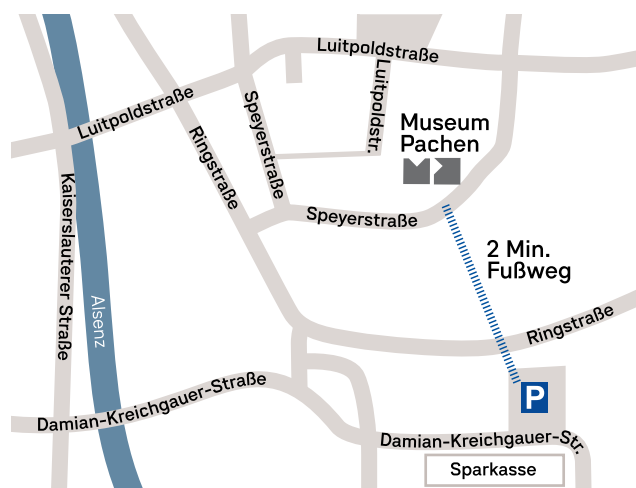 Luitpoldstraße
Luitpoldstraße
Luitpoldstr.
Speyerstraße
Ringstraße
Museum
Pachen
Kaiserslauterer Straße
Speyerstraße
2 Min.
Fußweg
Alsenz
Ringstraße
Damian-Kreichgauer-Straße
P
Damian-Kreichgauer-Str.
Sparkasse